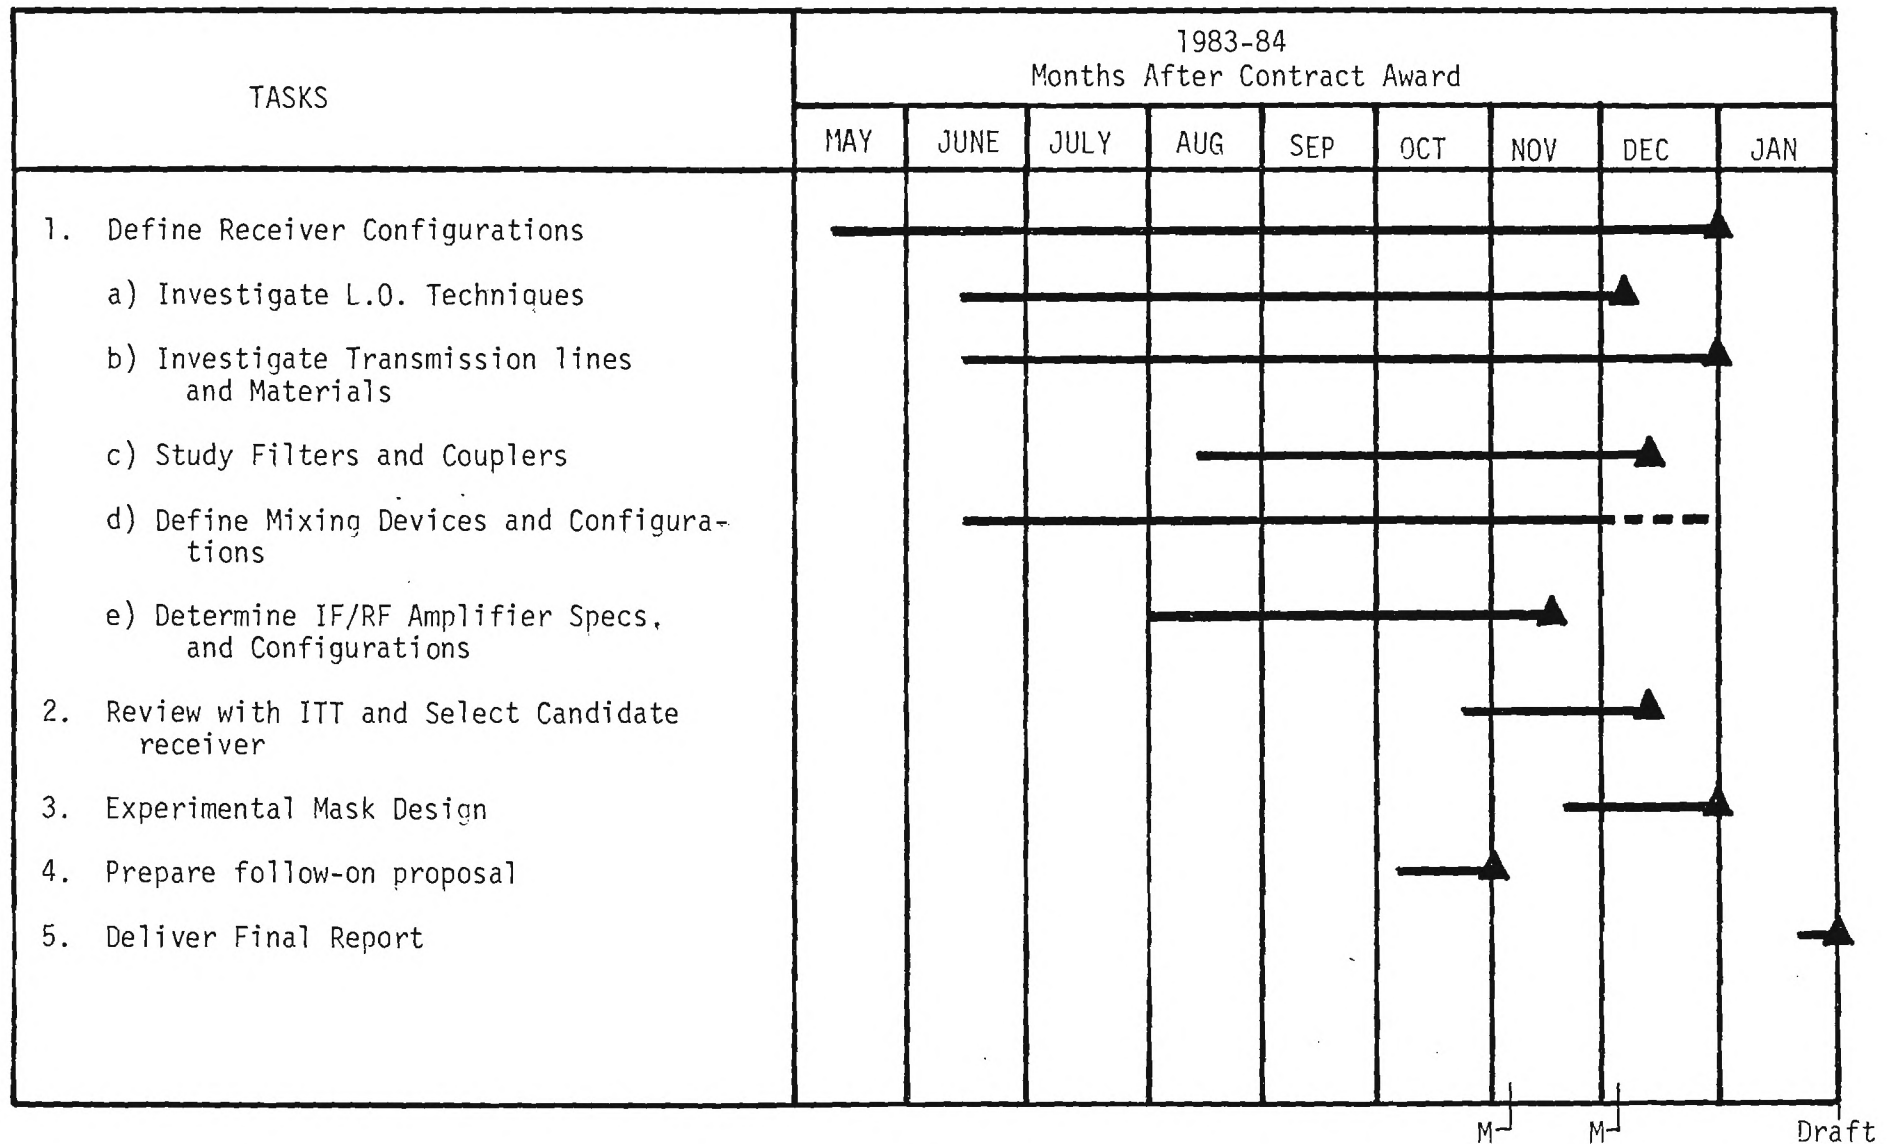 TASKS
1983-84
Months After Contract Award
MAY JUNE JULY AUG SEP OCT NOV DEC JAN
1. Define Receiver Configurations
a) Investigate L.O. Techniques
b) Investigate Transmission lines
and Materials
c) Study Filters and Couplers
d) Define Mixing Devices and Configura-
tions
e) Determine IF/RF Amplifier Specs,
and Configurations
2. Review with ITT and Select Candidate
receiver
3. Experimental Mask Design
4. Prepare follow-on proposal
5. Deliver Final Report
M M Draft